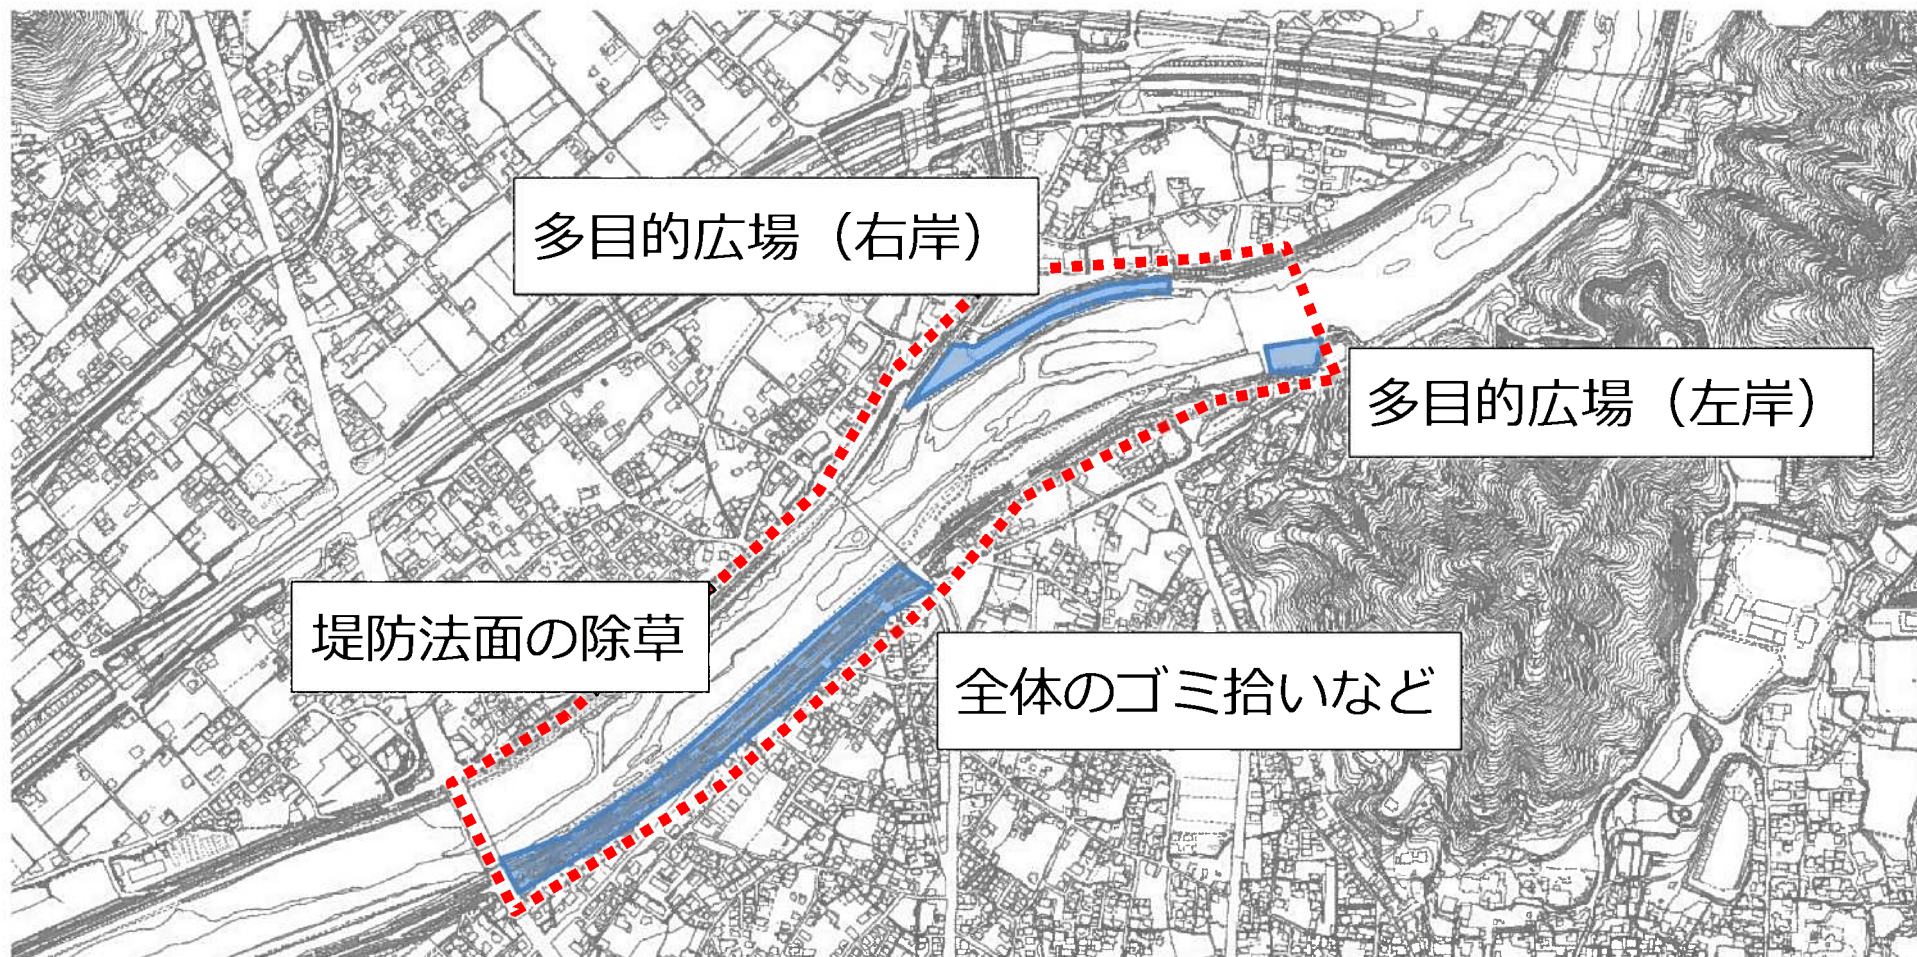 多目的広場（右岸）
多目的広場（左岸）
堤防法面の除草
全体のゴミ拾いなど